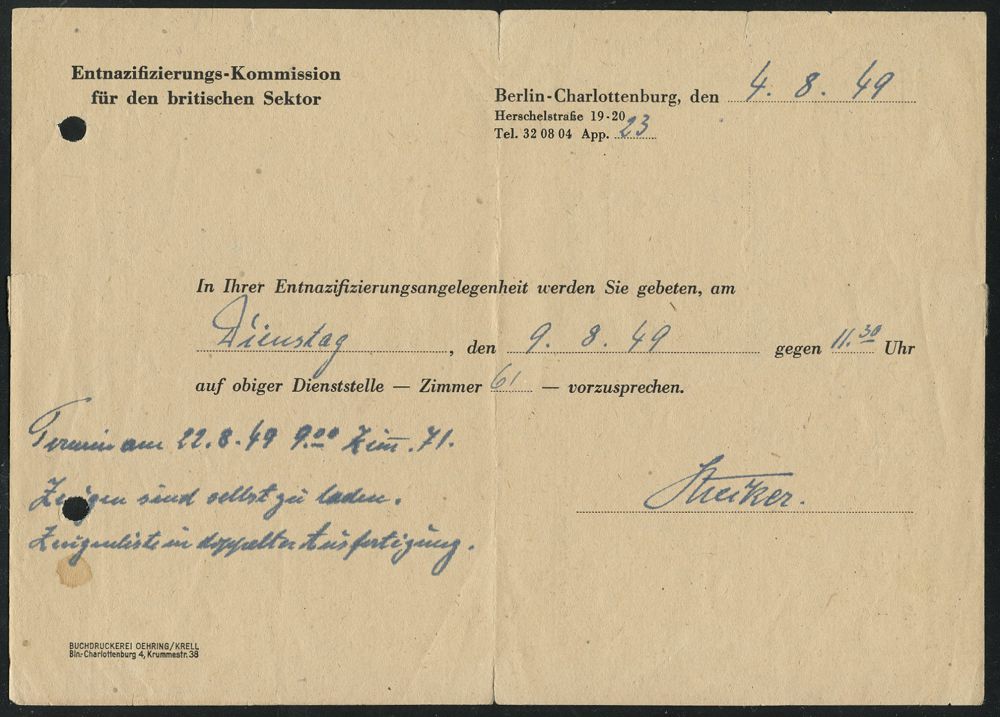 Entnazifizierungs-Kommission
für den britischen Sektor
Berlin-Charlottenburg, den 4. 8. 49
Herschelstraße 19-20
Tel. 32 08 04 App. 23
In Ihrer Entnazifizierungsangelegenheit werden Sie gebeten, am
Dienstag, den 9. 8. 49 gegen 11.30 Uhr
auf obiger Dienststelle — Zimmer 61 — vorzusprechen.
Termin am 22.8.49 9.00 Zim̅. 71.
Zeugen sind selbst zu laden.
Zeugenliste in doppelter Ausfertigung.
BUCHDRUCKEREI OEHRING/KRELL
Bln.-Charlottenburg 4, Krummestr. 38